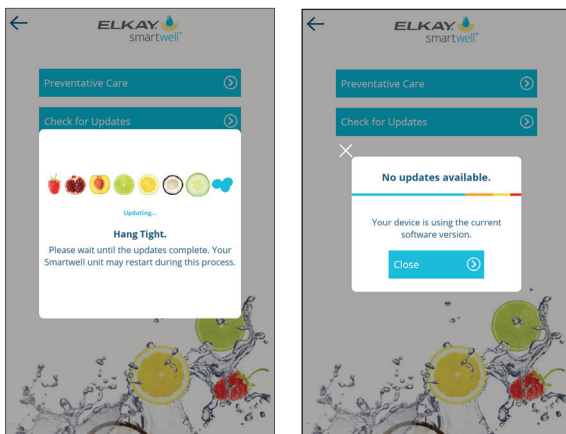 ELKAY
smartwell™
Preventative Care
Check for Updates
Updating...
Hang Tight.
Please wait until the updates complete. Your
Smartwell unit may restart during this process.
ELKAY
smartwell™
Preventative Care
Check for Updates
No updates available.
Your device is using the current
software version.
Close